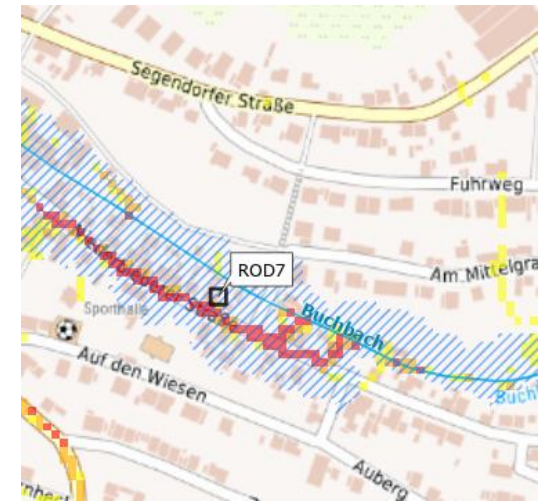 Segendorfer Straße
Fuhrweg
ROD7
Am Mittelgra
Sporthalle
Buchbach
Auf den Wiesen
Auberg